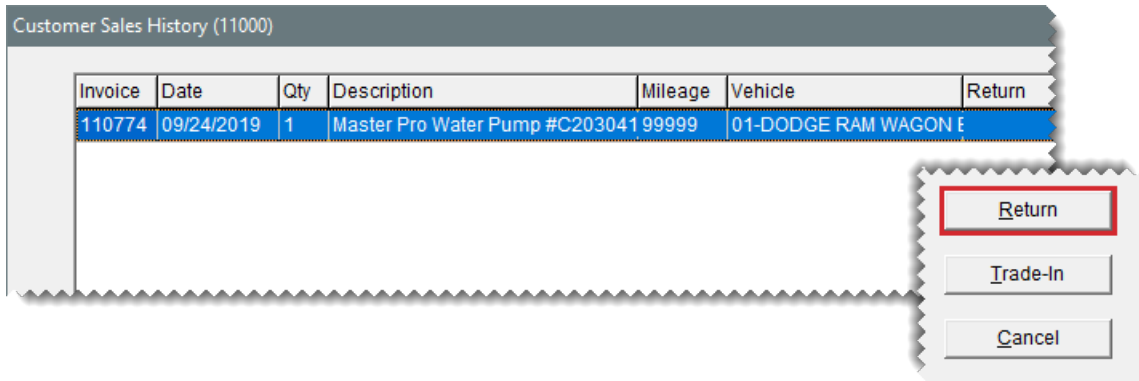 Customer Sales History (11000)
Invoice Date Qty Description Mileage Vehicle Return
110774 09/24/2019 1 Master Pro Water Pump #C203041 99999 01-DODGE RAM WAGON
Return
Trade-In
Cancel